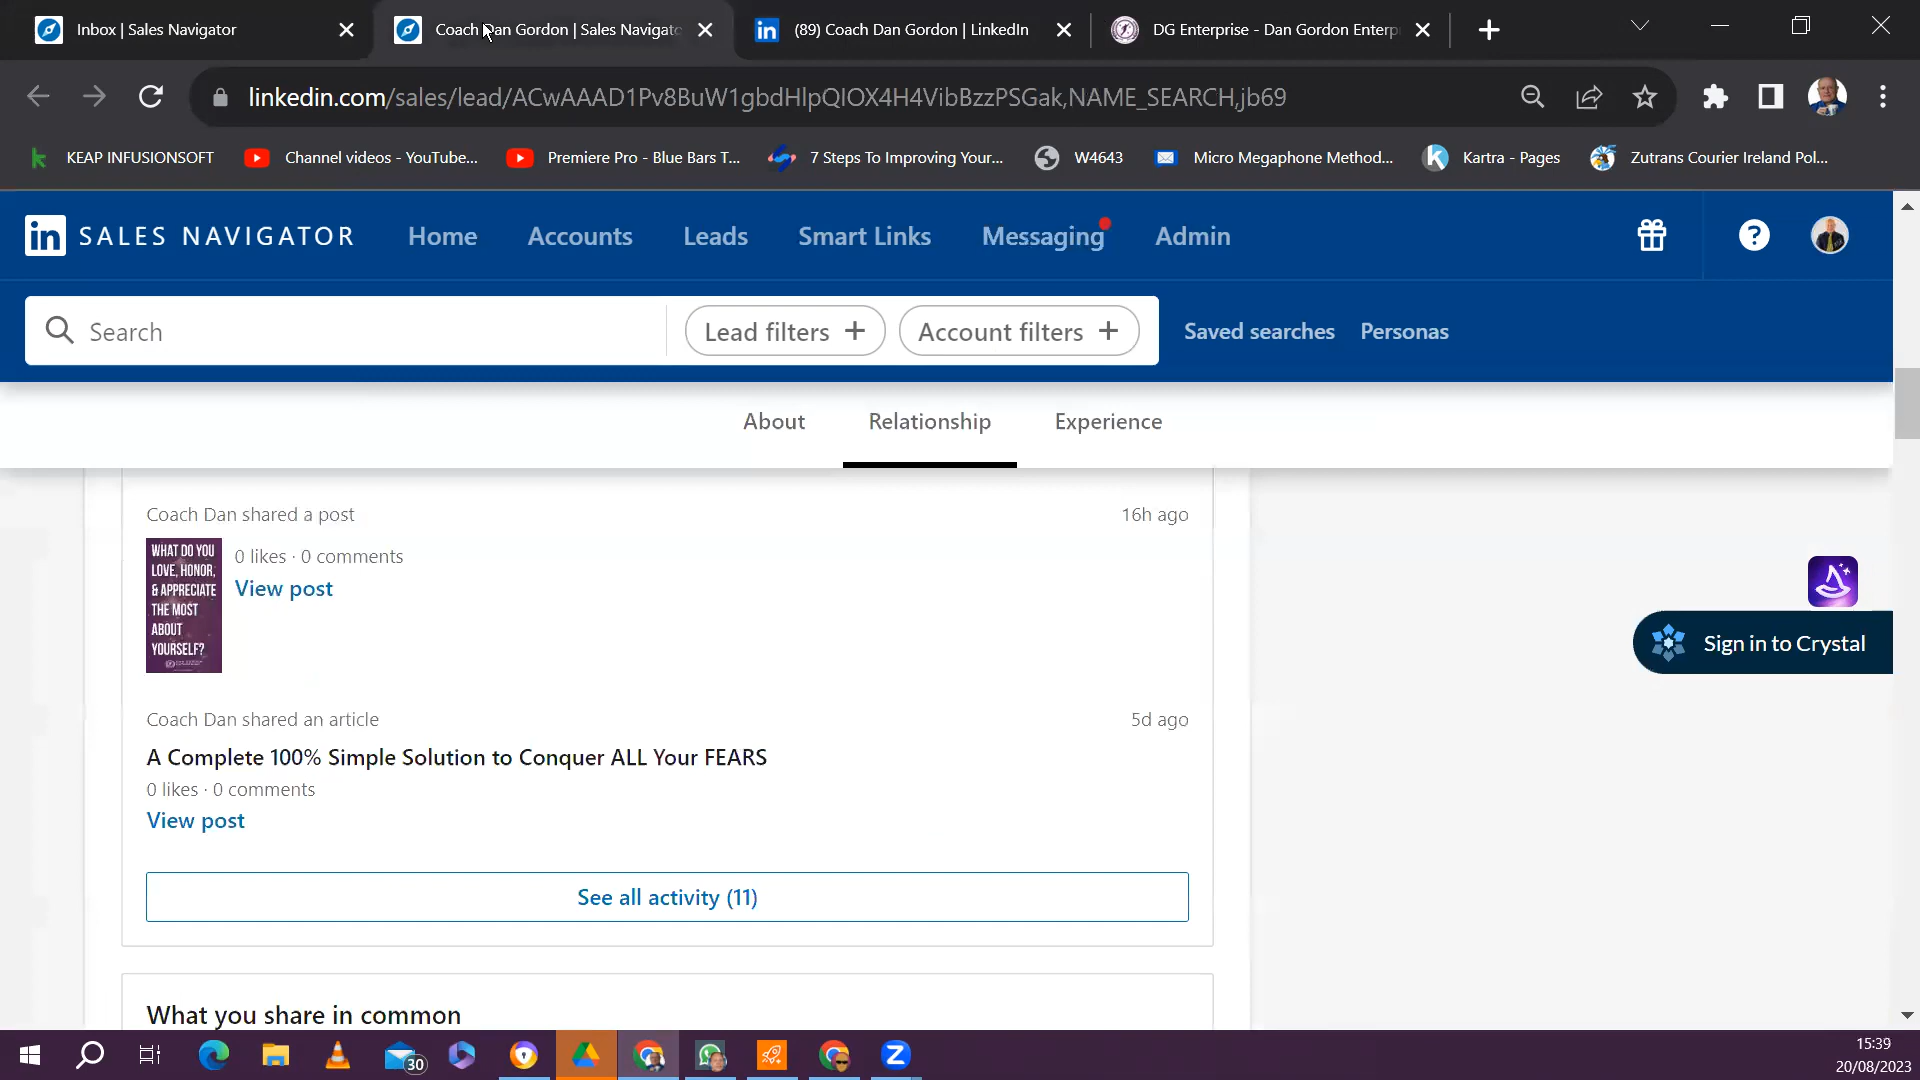 Inbox | Sales Navigator
Coach Dan Gordon | Sales Navigato
(89) Coach Dan Gordon | LinkedIn
DG Enterprise - Dan Gordon Enterp
linkedin.com/sales/lead/ACwAAAD1Pv8BuW1gbdHlpQIOX4H4VibBzzPSGak,NAME_SEARCH,jb69
KEAP INFUSIONSOFT
Channel videos - YouTube...
Premiere Pro - Blue Bars T...
7 Steps To Improving Your...
W4643
Micro Megaphone Method...
Kartra - Pages
Zutrans Courier Ireland Pol...
in SALES NAVIGATOR
Home
Accounts
Leads
Smart Links
Messaging
Admin
Search
Lead filters +
Account filters +
Saved searches
Personas
About
Relationship
Experience
Coach Dan shared a post
16h ago
WHAT DO YOU
LOVE, HONOR,
& APPRECIATE
THE MOST
ABOUT
YOURSELF?
0 likes · 0 comments
View post
Sign in to Crystal
Coach Dan shared an article
5d ago
A Complete 100% Simple Solution to Conquer ALL Your FEARS
0 likes · 0 comments
View post
See all activity (11)
What you share in common
30
15:39
20/08/2023